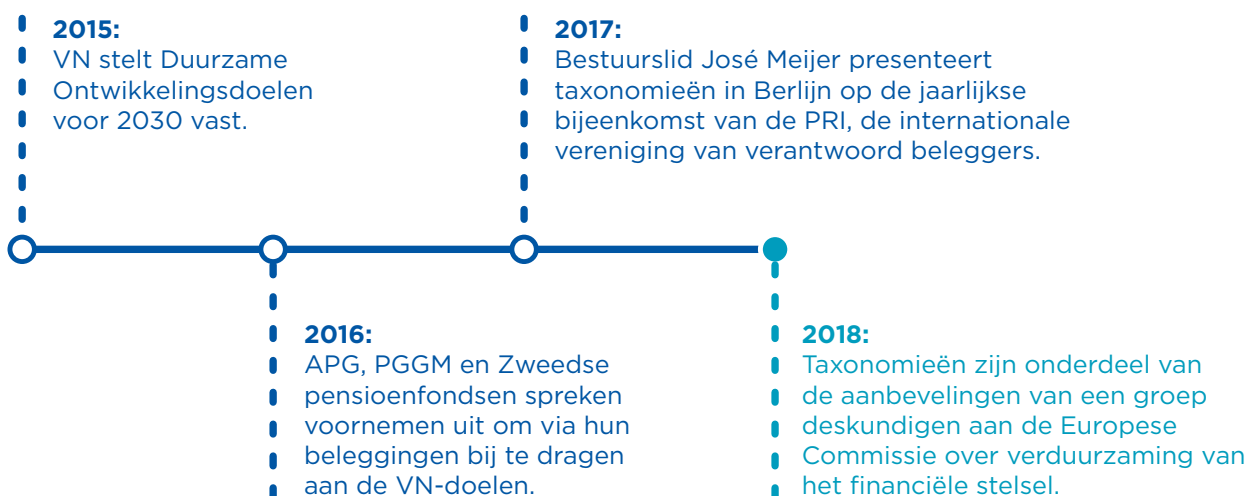 2015:
VN stelt Duurzame
Ontwikkelingsdoelen
voor 2030 vast.
2017:
Bestuurslid José Meijer presenteert
taxonomieën in Berlijn op de jaarlijkse
bijeenkomst van de PRI, de internationale
vereniging van verantwoord beleggers.
2016:
APG, PGGM en Zweedse
pensioenfondsen spreken
voornemen uit om via hun
beleggingen bij te dragen
aan de VN-doelen.
2018:
Taxonomieën zijn onderdeel van
de aanbevelingen van een groep
deskundigen aan de Europese
Commissie over verduurzaming van
het financiële stelsel.